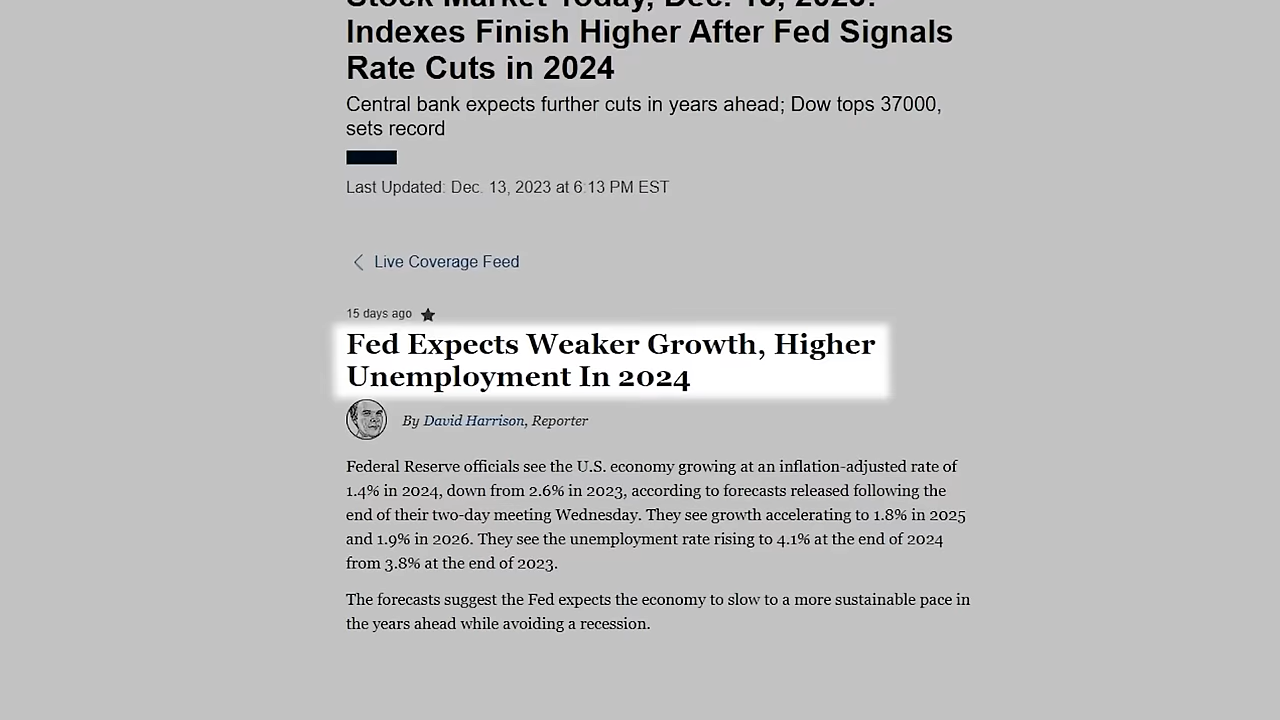 Stock Market Today, Dec. 13, 2023:
Indexes Finish Higher After Fed Signals
Rate Cuts in 2024
Central bank expects further cuts in years ahead; Dow tops 37000,
sets record
Last Updated: Dec. 13, 2023 at 6:13 PM EST
Live Coverage Feed
15 days ago
Fed Expects Weaker Growth, Higher
Unemployment In 2024
By David Harrison, Reporter
Federal Reserve officials see the U.S. economy growing at an inflation-adjusted rate of
1.4% in 2024, down from 2.6% in 2023, according to forecasts released following the
end of their two-day meeting Wednesday. They see growth accelerating to 1.8% in 2025
and 1.9% in 2026. They see the unemployment rate rising to 4.1% at the end of 2024
from 3.8% at the end of 2023.
The forecasts suggest the Fed expects the economy to slow to a more sustainable pace in
the years ahead while avoiding a recession.